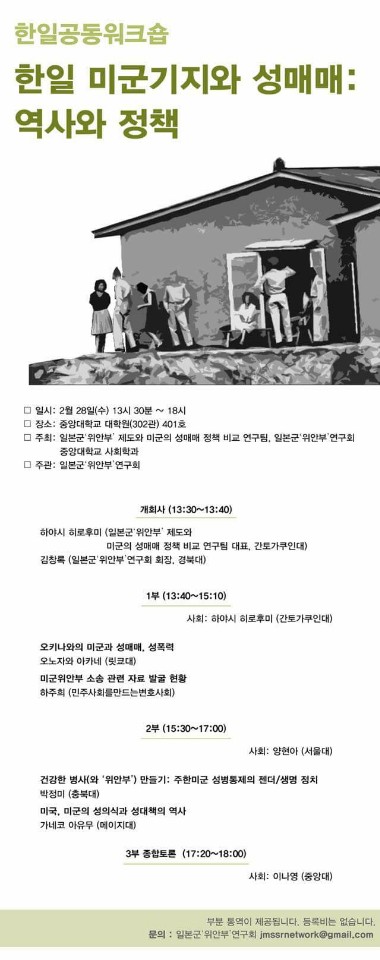 한일공동워크숍
한일 미군기지와 성매매:
역사와 정책
□ 일시: 2월 28일(수) 13시 30분 ~ 18시
□ 장소: 중앙대학교 대학원(302관) 401호
□ 주최: 일본군'위안부' 제도와 미군의 성매매 정책 비교 연구팀, 일본군'위안부'연구회
중앙대학교 사회학과
□ 주관: 일본군'위안부'연구회
개회사 (13:30~13:40)
하야시 히로후미 (일본군'위안부' 제도와
미군의 성매매 정책 비교 연구팀 대표, 간토가쿠인대)
김창록 (일본군'위안부'연구회 회장, 경북대)
1부 (13:40~15:10)
사회: 하야시 히로후미 (간토가쿠인대)
오키나와의 미군과 성매매, 성폭력
오노자와 아카네 (릿쿄대)
미군위안부 소송 관련 자료 발굴 현황
하주희 (민주사회를만드는변호사회)
2부 (15:30~17:00)
사회: 양현아 (서울대)
건강한 병사(와 '위안부') 만들기: 주한미군 성병통제의 젠더/생명 정치
박정미 (충북대)
미국, 미군의 성의식과 성대책의 역사
가네코 아유무 (메이지대)
3부 종합토론 (17:20~18:00)
사회: 이나영 (중앙대)
부분 통역이 제공됩니다. 등록비는 없습니다.
문의 : 일본군'위안부'연구회 jmssrnetwork@gmail.com